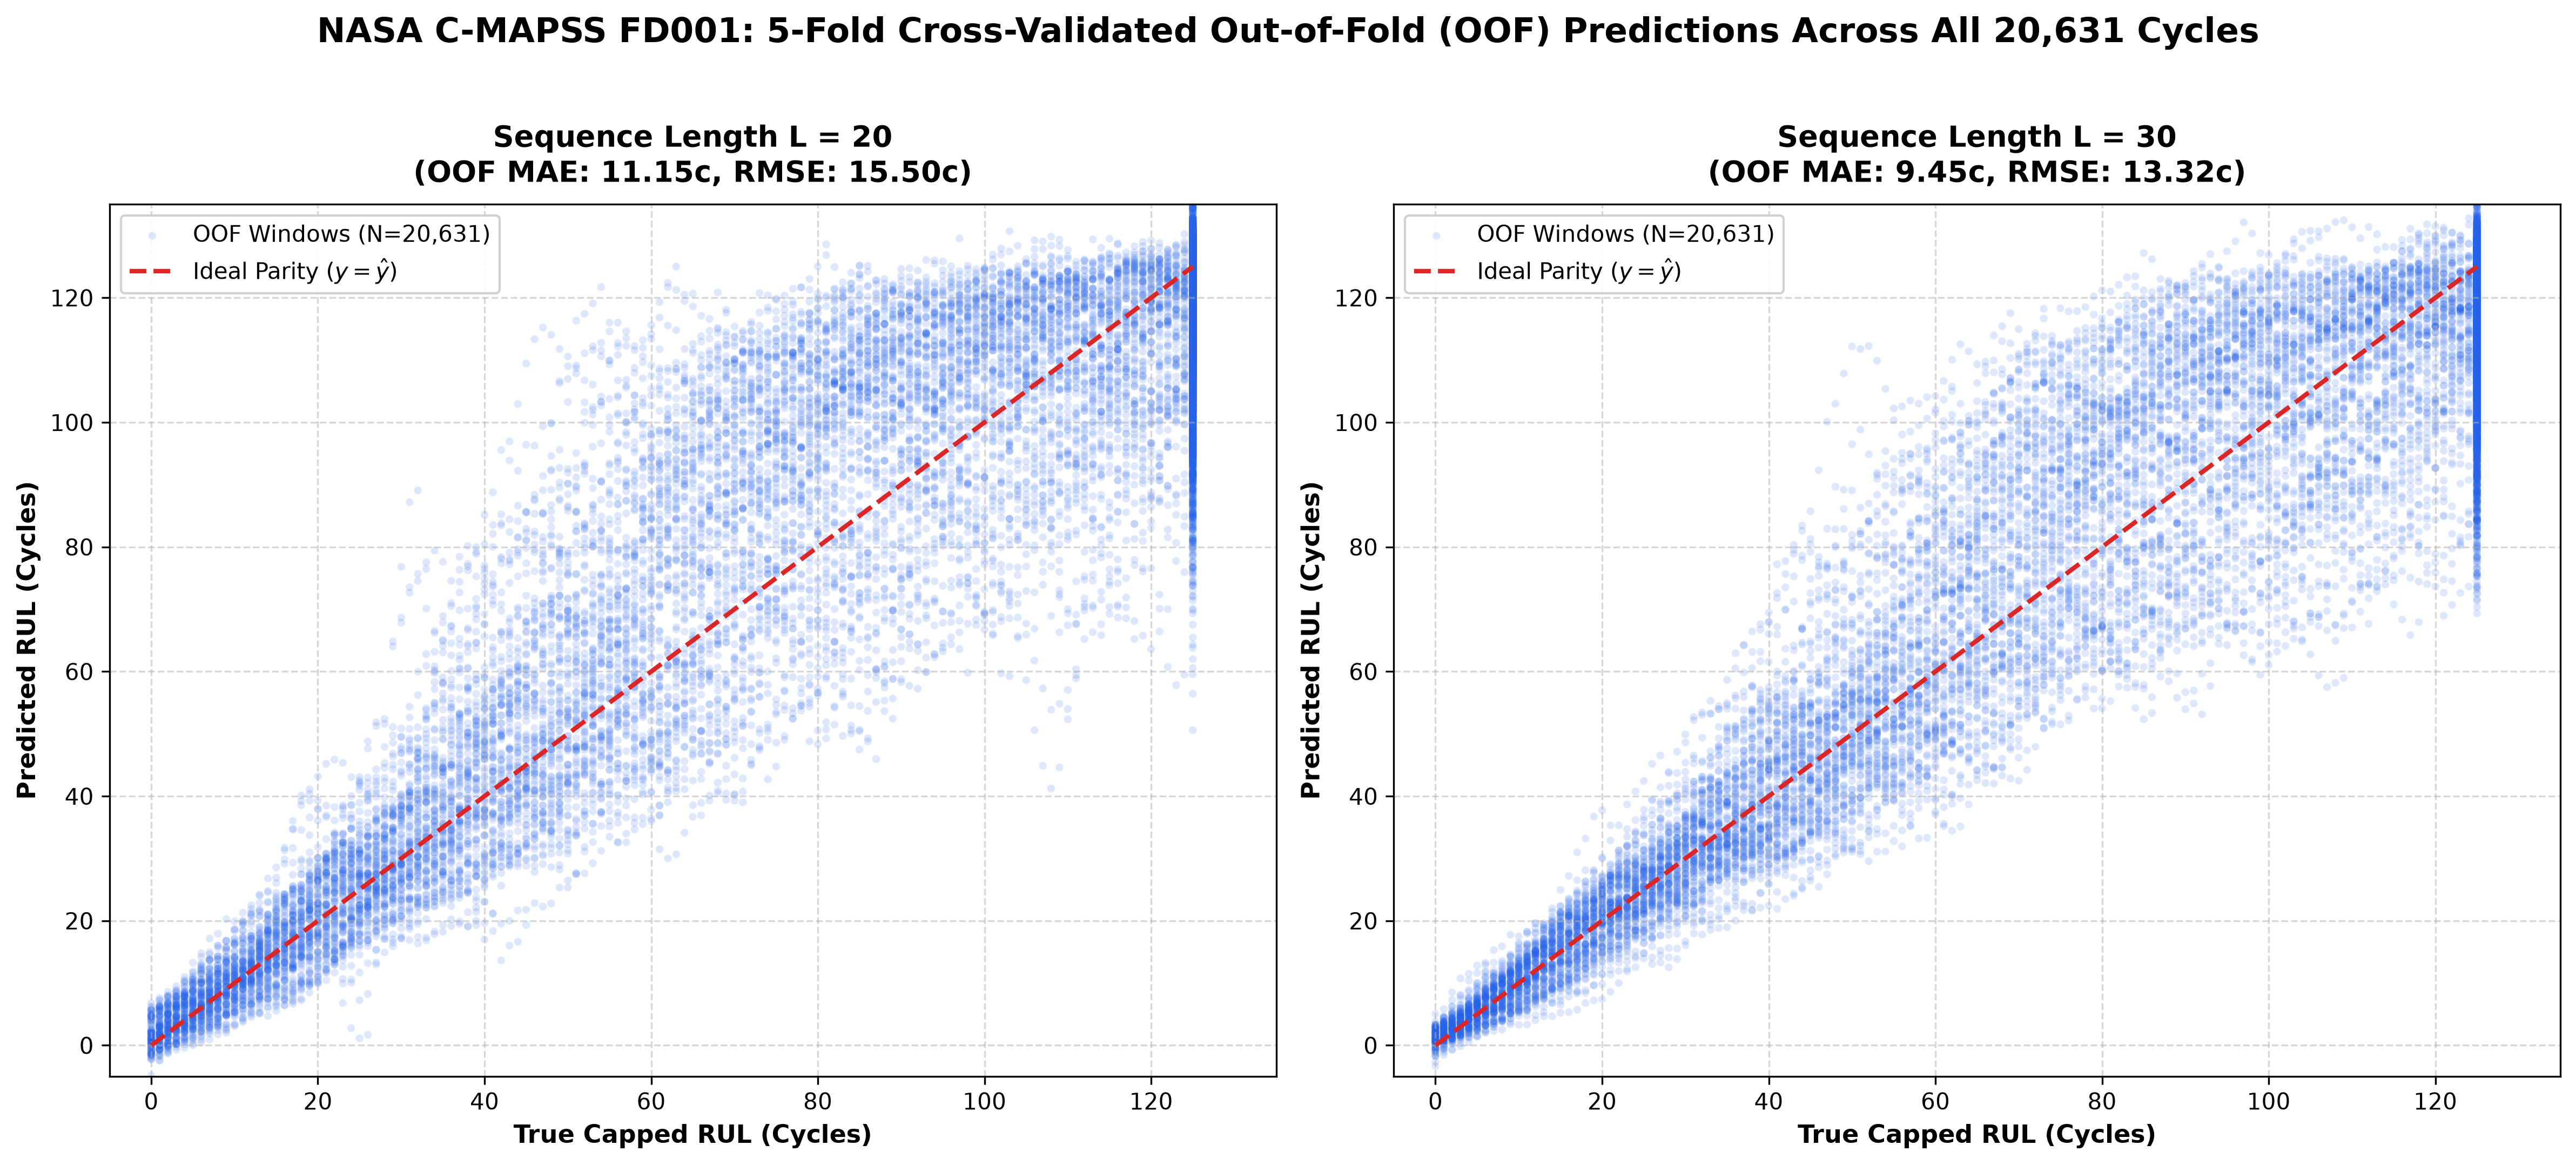 NASA C-MAPSS FD001: 5-Fold Cross-Validated Out-of-Fold (OOF) Predictions Across All 20,631 Cycles
Sequence Length L = 20
(OOF MAE: 11.15c, RMSE: 15.50c)
OOF Windows (N=20,631)
Ideal Parity (y = ŷ)
Predicted RUL (Cycles)
120
100
80
60
40
20
0
0 20 40 60 80 100 120
True Capped RUL (Cycles)
Sequence Length L = 30
(OOF MAE: 9.45c, RMSE: 13.32c)
OOF Windows (N=20,631)
Ideal Parity (y = ŷ)
Predicted RUL (Cycles)
120
100
80
60
40
20
0
0 20 40 60 80 100 120
True Capped RUL (Cycles)